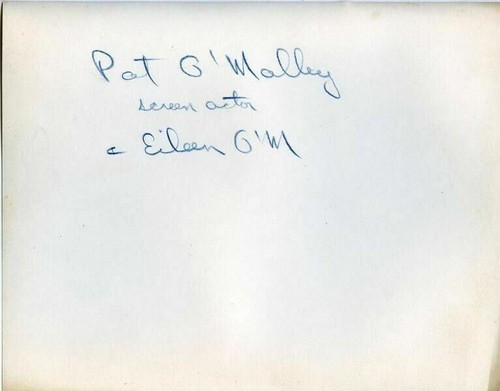 Pat O'Malley
screen actor
c Eileen O'M